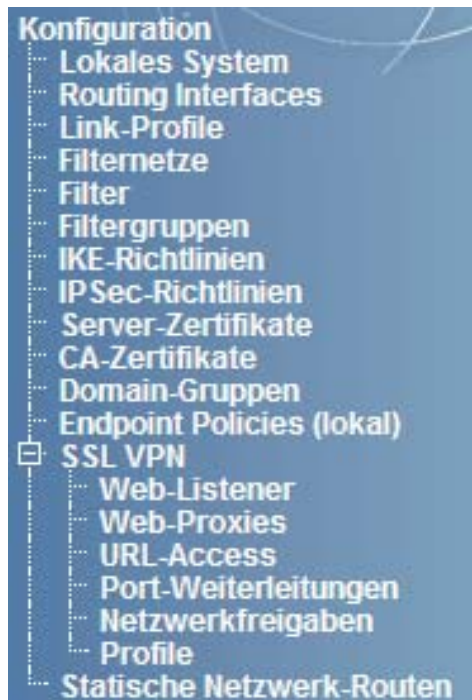 Konfiguration
Lokales System
Routing Interfaces
Link-Profile
Filternetze
Filter
Filtergruppen
IKE-Richtlinien
IPSec-Richtlinien
Server-Zertifikate
CA-Zertifikate
Domain-Gruppen
Endpoint Policies (lokal)
SSL VPN
Web-Listener
Web-Proxies
URL-Access
Port-Weiterleitungen
Netzwerkfreigaben
Profile
Statische Netzwerk-Routen